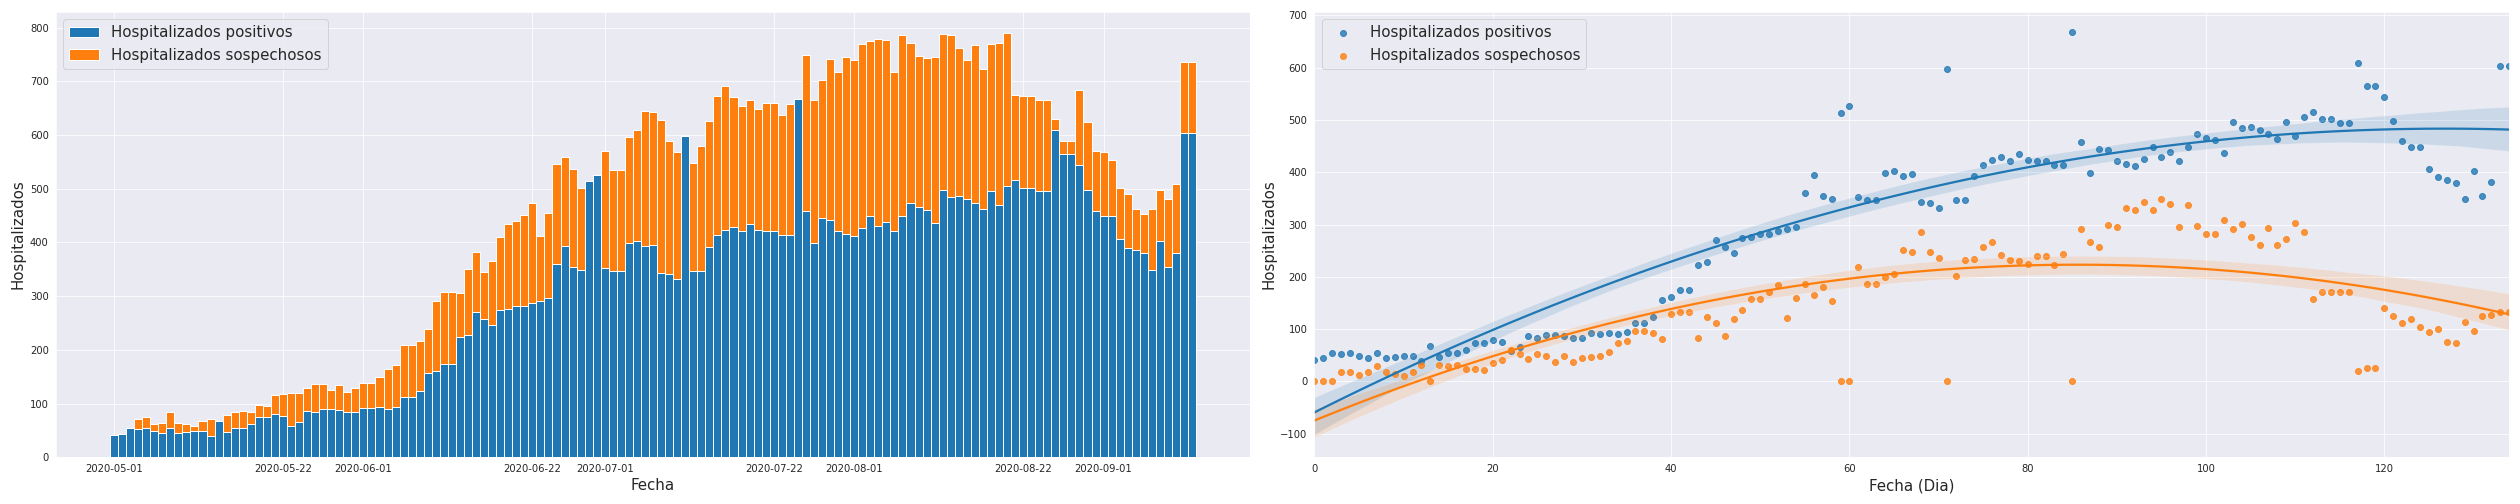 Hospitalizados positivos
Hospitalizados sospechosos
Hospitalizados
800
700
600
500
400
300
200
100
0
2020-05-01 2020-05-22 2020-06-01 2020-06-22 2020-07-01 2020-07-22 2020-08-01 2020-08-22 2020-09-01
Fecha
Hospitalizados positivos
Hospitalizados sospechosos
Hospitalizados
700
600
500
400
300
200
100
0
−100
0 20 40 60 80 100 120
Fecha (Dia)